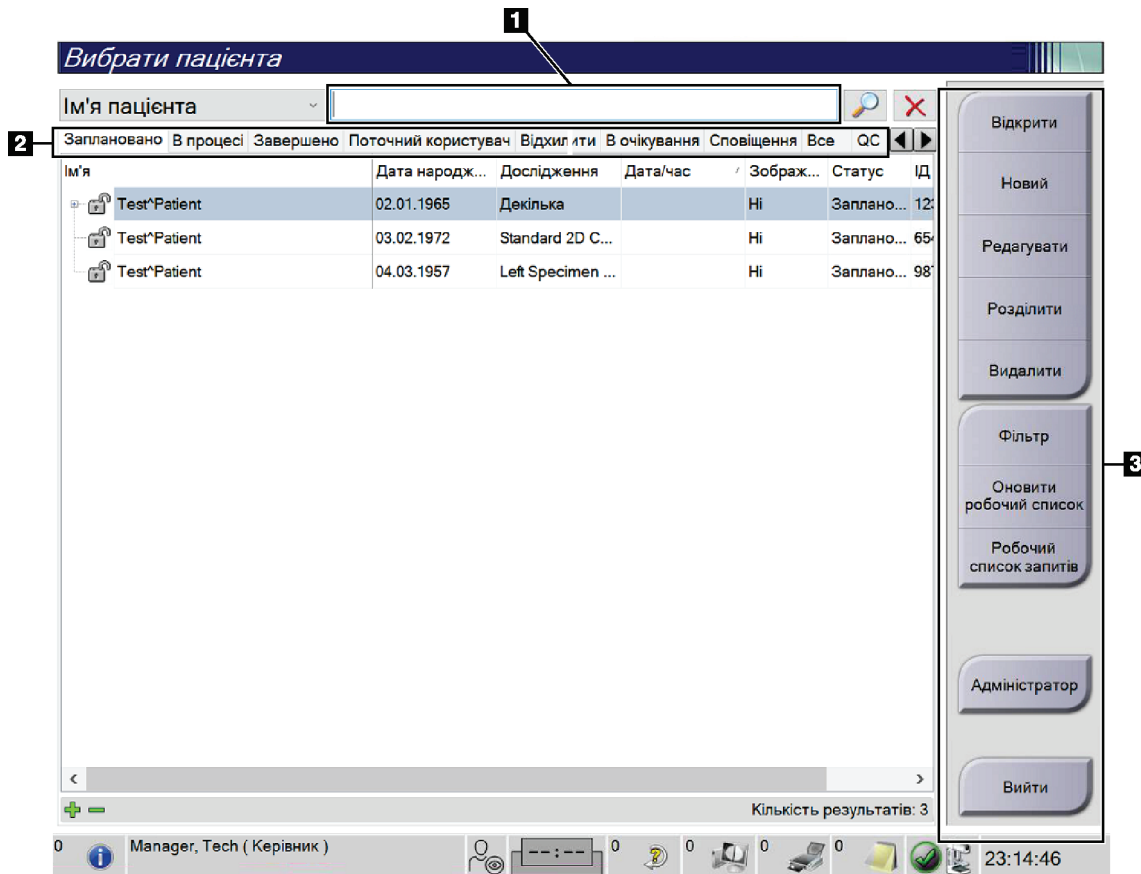 1
Вибрати пацієнта
Ім'я пацієнта
2
Заплановано В процесі Завершено Поточний користувач Відхилити В очікування Сповіщення Все QC
Ім'я Дата народж... Дослідження Дата/час Зображ... Статус ІД
Test^Patient 02.01.1965 Декілька Ні Заплано... 123
Test^Patient 03.02.1972 Standard 2D C... Ні Заплано... 654
Test^Patient 04.03.1957 Left Specimen ... Ні Заплано... 987
Відкрити
Новий
Редагувати
Розділити
Видалити
Фільтр
3
Оновити
робочий список
Робочий
список запитів
Адміністратор
Вийти
Кількість результатів: 3
0 Manager, Tech ( Керівник ) --:-- 0 0 0 0 23:14:46